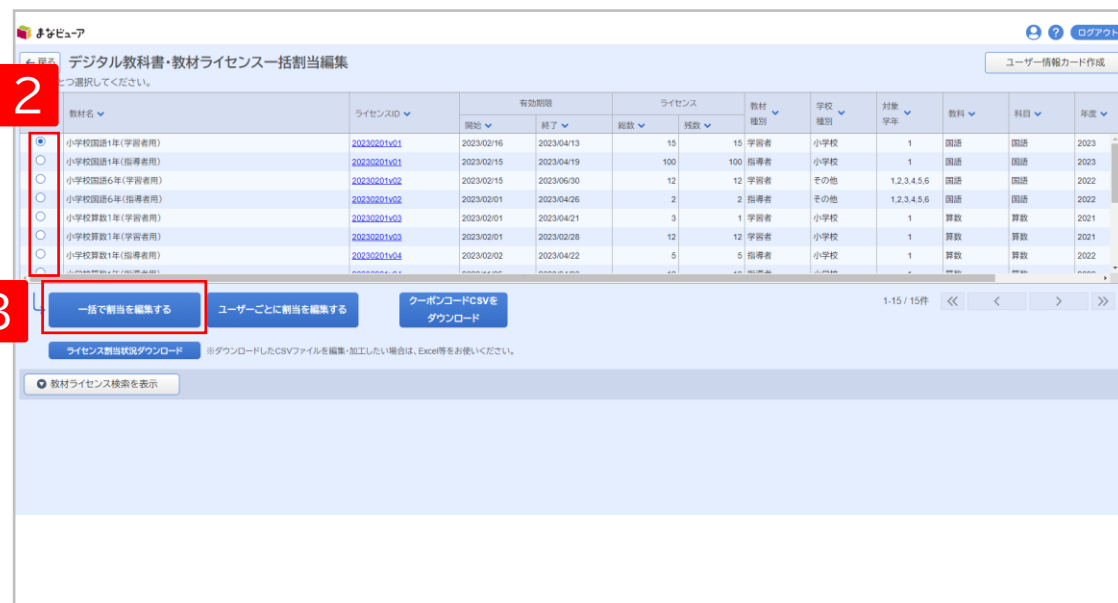 まなビューア
ログアウト
←戻る デジタル教科書・教材ライセンス一括割当編集 ユーザー情報カード作成
とつ選択してください。
2
教材名 ライセンスID 有効期限 開始 終了 ライセンス 総数 残数 教材種別 学校種別 対象学年 教科 科目 年度
小学校国語1年(学習者用) 20230201v01 2023/02/16 2023/04/13 15 15 学習者 小学校 1 国語 国語 2023
小学校国語1年(指導者用) 20230201v01 2023/02/15 2023/04/19 100 100 指導者 小学校 1 国語 国語 2023
小学校国語6年(学習者用) 20230201v02 2023/02/15 2023/06/30 12 12 学習者 その他 1,2,3,4,5,6 国語 国語 2022
小学校国語6年(指導者用) 20230201v02 2023/02/01 2023/04/26 2 2 指導者 その他 1,2,3,4,5,6 国語 国語 2022
小学校算数1年(学習者用) 20230201v03 2023/02/01 2023/04/21 3 1 学習者 小学校 1 算数 算数 2021
小学校算数1年(学習者用) 20230201v03 2023/02/01 2023/02/28 12 12 学習者 小学校 1 算数 算数 2021
小学校算数1年(指導者用) 20230201v04 2023/02/02 2023/04/22 5 5 指導者 小学校 1 算数 算数 2022
3
一括で割当を編集する ユーザーごとに割当を編集する クーポンコードCSVをダウンロード 1-15 / 15件
ライセンス割当状況ダウンロード ※ダウンロードしたCSVファイルを編集・加工したい場合は、Excel等をお使いください。
教材ライセンス検索を表示